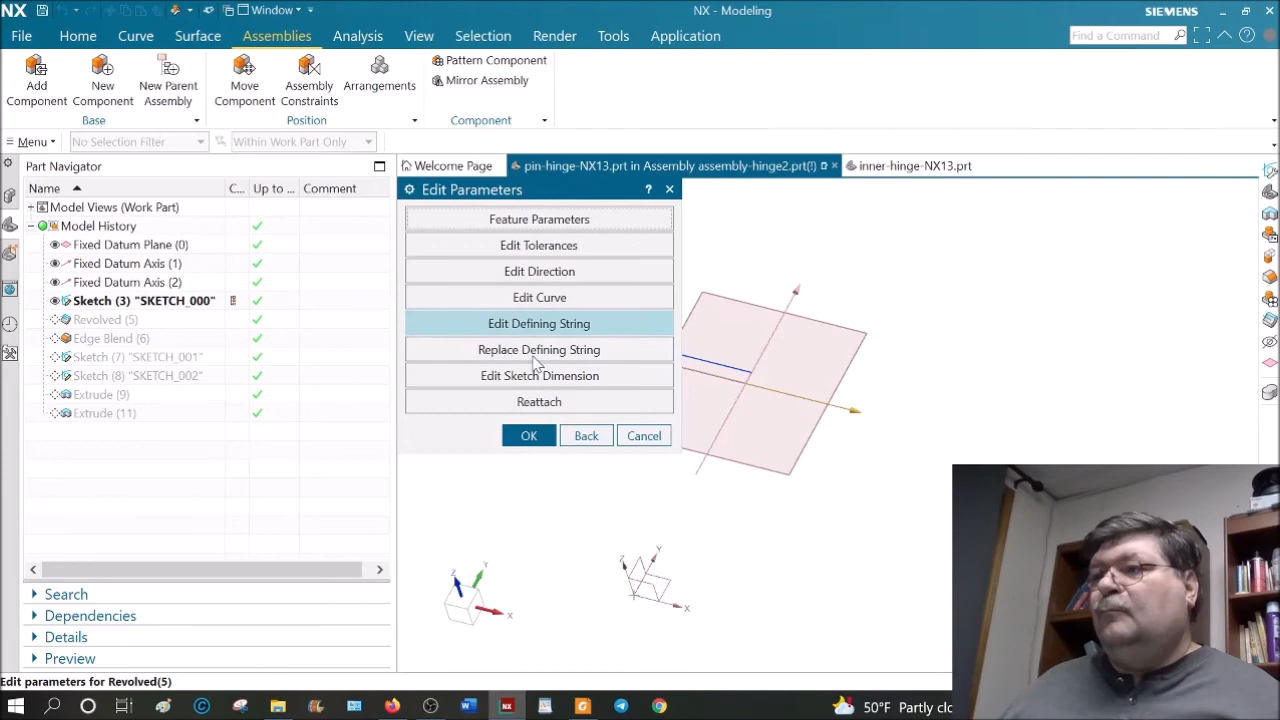 NX
Window
NX - Modeling
SIEMENS
File
Home
Curve
Surface
Assemblies
Analysis
View
Selection
Render
Tools
Application
Find a Command
Add
Component
New
Component
New Parent
Assembly
Move
Component
Assembly
Constraints
Arrangements
Pattern Component
Mirror Assembly
Base
Position
Component
Menu
No Selection Filter
Within Work Part Only
Part Navigator
Welcome Page
pin-hinge-NX13.prt in Assembly assembly-hinge2.prt(!)
inner-hinge-NX13.prt
Name
C...
Up to ...
Comment
Model Views (Work Part)
Model History
Fixed Datum Plane (0)
Fixed Datum Axis (1)
Fixed Datum Axis (2)
Sketch (3) "SKETCH_000"
Revolved (5)
Edge Blend (6)
Sketch (7) "SKETCH_001"
Sketch (8) "SKETCH_002"
Extrude (9)
Extrude (11)
Edit Parameters
Feature Parameters
Edit Tolerances
Edit Direction
Edit Curve
Edit Defining String
Replace Defining String
Edit Sketch Dimension
Reattach
OK
Back
Cancel
Z
Y
X
Z
Y
X
Search
Dependencies
Details
Preview
Edit parameters for Revolved(5)
50°F Partly clo